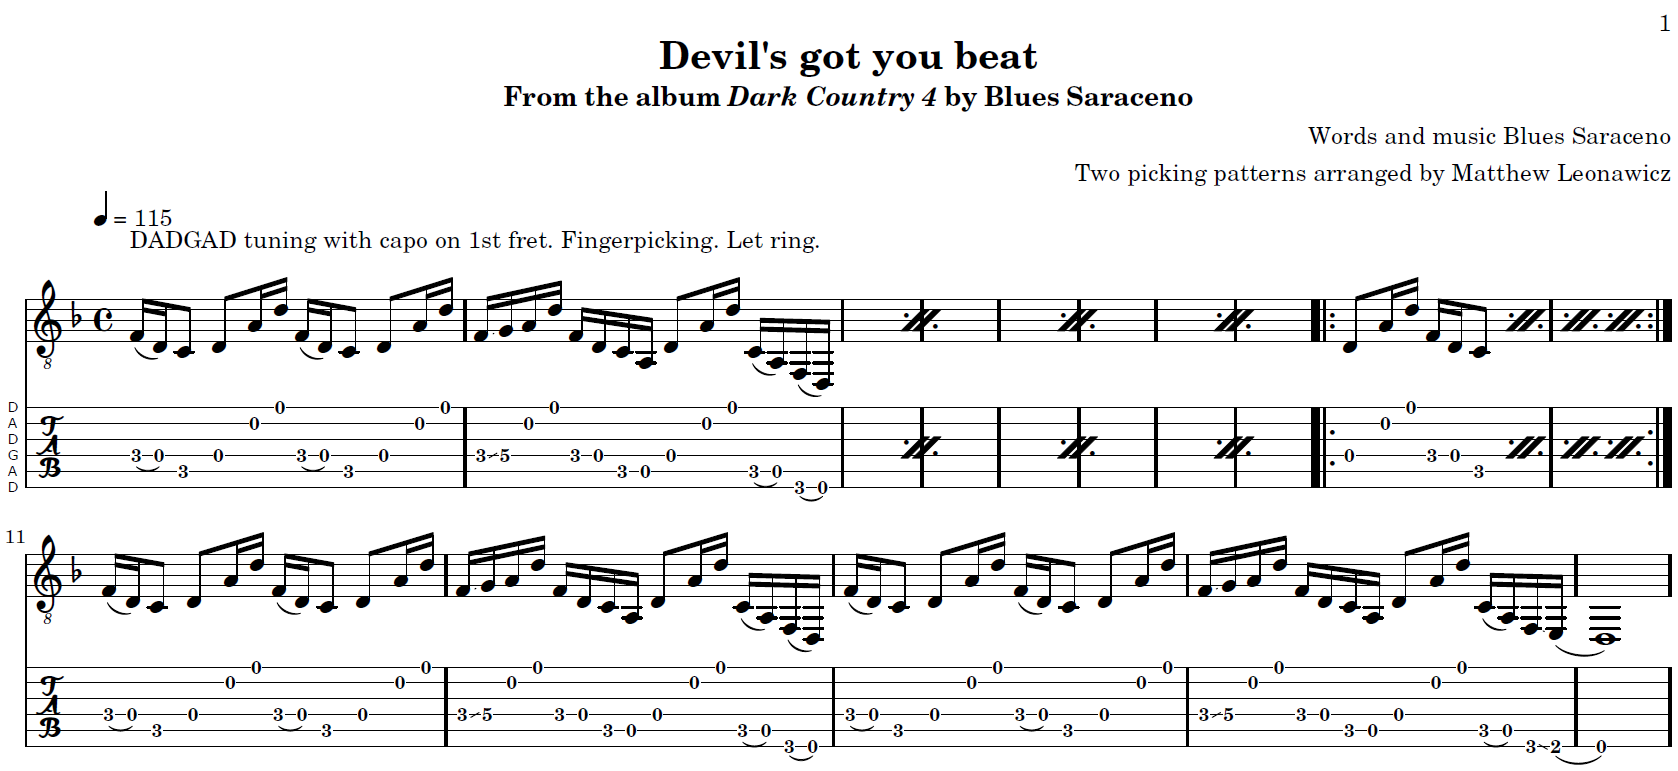 1
Devil's got you beat
From the album Dark Country 4 by Blues Saraceno
Words and music Blues Saraceno
Two picking patterns arranged by Matthew Leonawicz
= 115
DADGAD tuning with capo on 1st fret. Fingerpicking. Let ring.
8
D 0 0 0 0 0
A 0 0 0 0 0
D
G 3 0 0 3 0 0 3 5 3 0 0 0 3 0
A 3 3 3 0 3 0 3
D 3 0
TAB
11
8
0 0 0 0 0 0 0 0
0 0 0 0 0 0 0 0
3 0 0 3 0 0 3 5 3 0 0 3 0 0 3 0 0 3 5 3 0 0
3 3 3 0 3 0 3 3 3 0 3 0
3 0 3 2 0
TAB